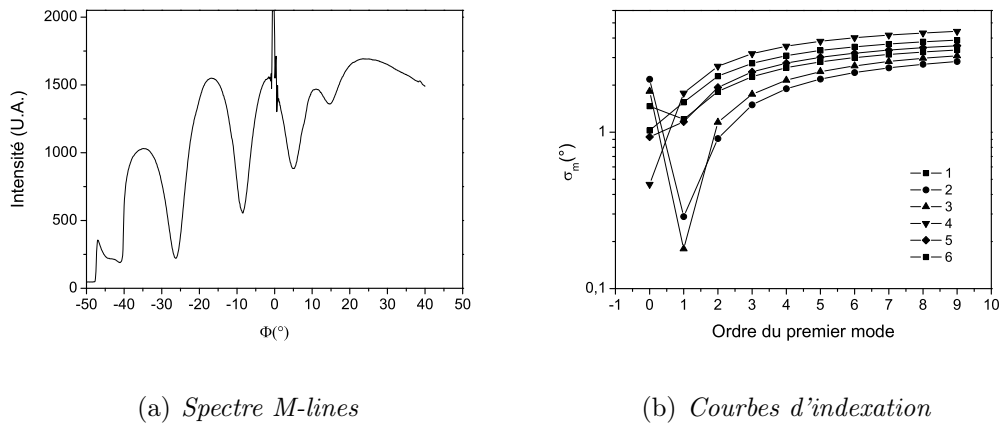 2000
1500
1000
500
0
Intensité (U.A.)
-50 -40 -30 -20 -10 0 10 20 30 40 50
Φ(°)
(a) Spectre M-lines
1
0,1
σm(°)
-1 0 1 2 3 4 5 6 7 8 9 10
Ordre du premier mode
1
2
3
4
5
6
(b) Courbes d'indexation